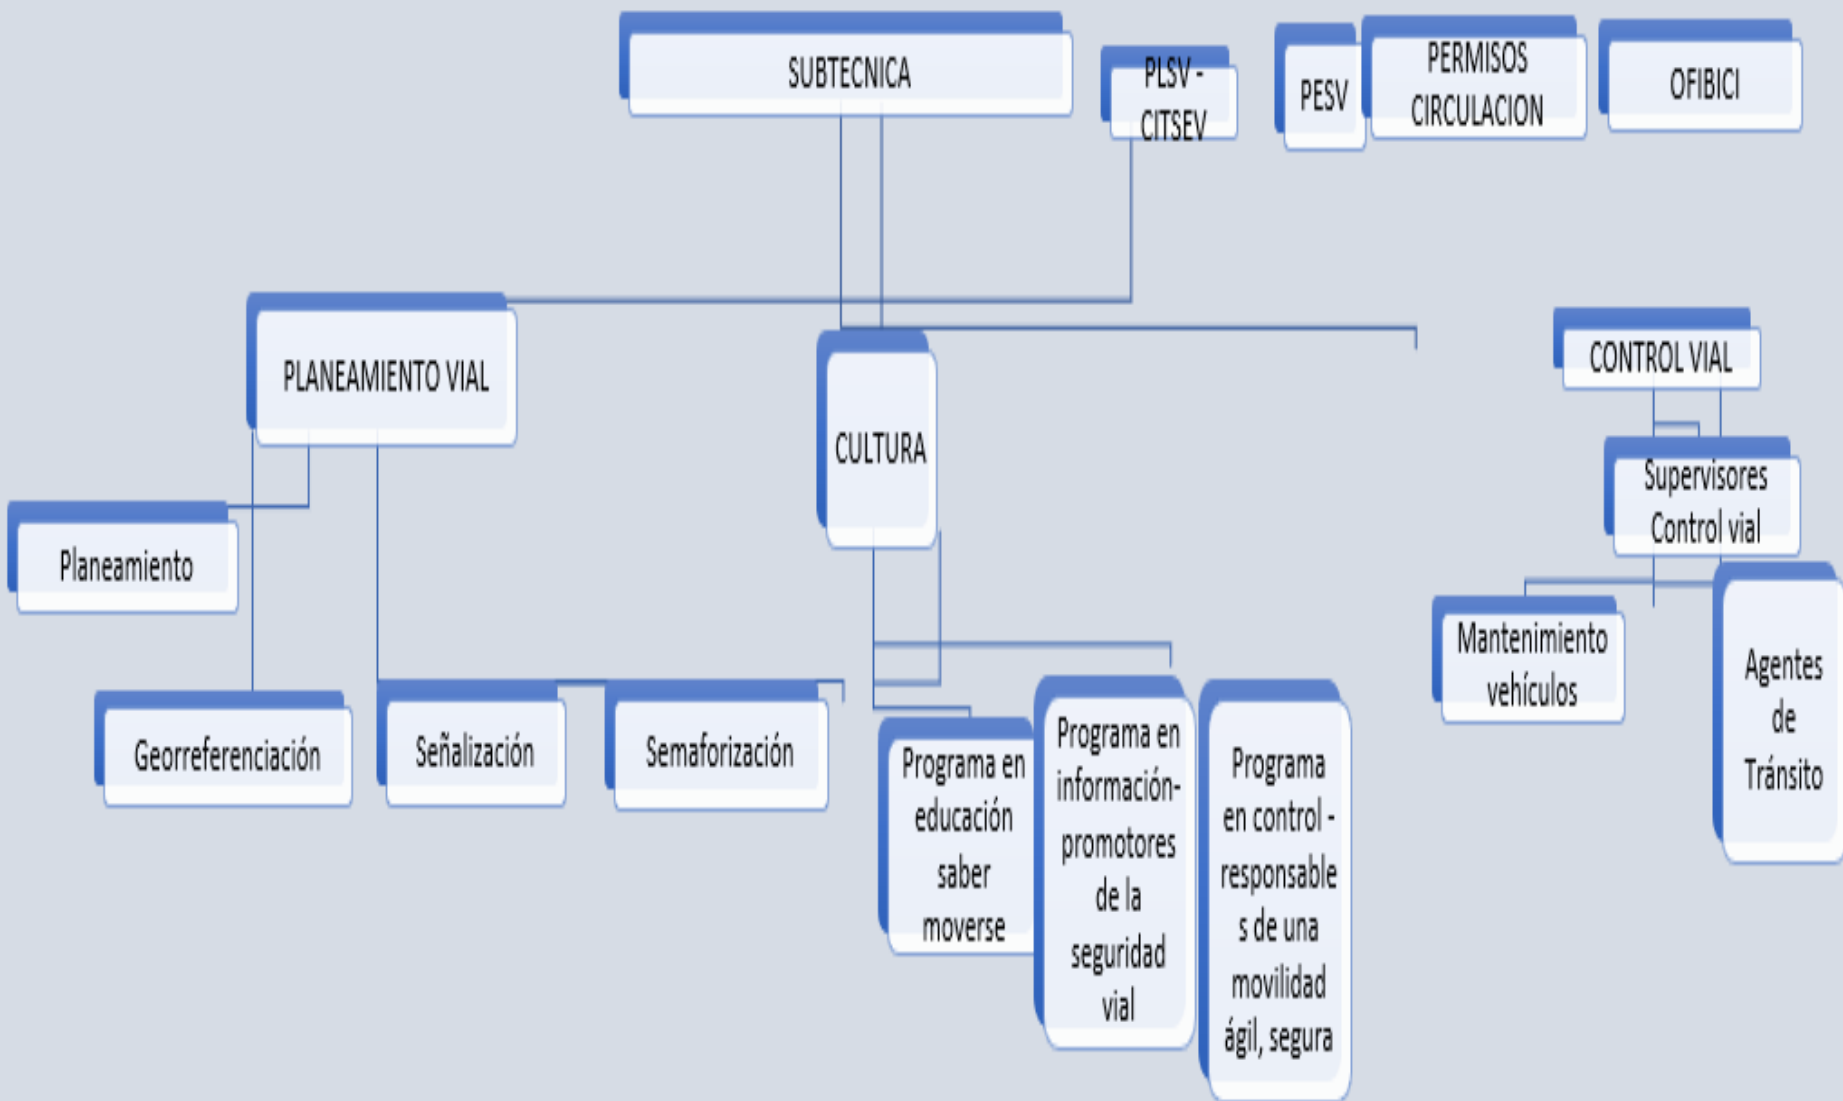 SUBTECNICA
PLSV -
CITSEV
PESV
PERMISOS
CIRCULACION
OFIBICI
PLANEAMIENTO VIAL
CULTURA
CONTROL VIAL
Supervisores
Control vial
Planeamiento
Mantenimiento
vehículos
Agentes
de
Tránsito
Georreferenciación
Señalización
Semaforización
Programa en
educación
saber
moverse
Programa en
información-
promotores
de la
seguridad
vial
Programa
en control -
responsable
s de una
movilidad
ágil, segura